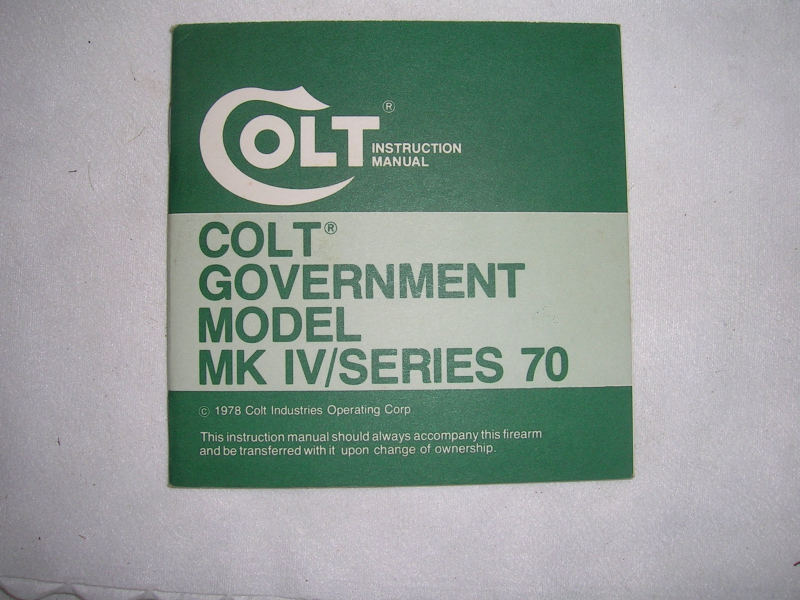 COLT®
INSTRUCTION
MANUAL
COLT®
GOVERNMENT
MODEL
MK IV/SERIES 70
© 1978 Colt Industries Operating Corp
This instruction manual should always accompany this firearm
and be transferred with it upon change of ownership.